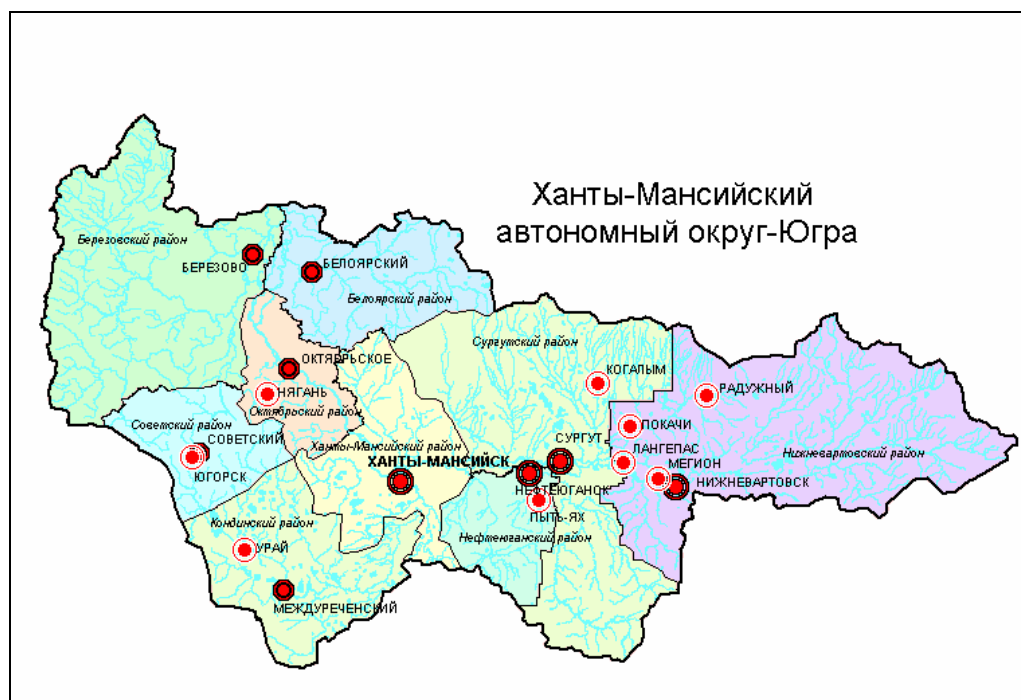 Ханты-Мансийский
автономный округ-Югра
Березовский район
БЕРЕЗОВО
БЕЛОЯРСКИЙ
Белоярский район
Сургутский район
ОКТЯБРЬСКОЕ
КОГАЛЫМ
РАДУЖНЫЙ
НЯГАНЬ
Октябрьский район
Советский район
ПОКАЧИ
СОВЕТСКИЙ
Ханты-Мансийский район
СУРГУТ
ЛАНГЕПАС
Нижневартовский район
ХАНТЫ-МАНСИЙСК
МЕГИОН
ЮГОРСК
НЕФТЕЮГАНСК
НИЖНЕВАРТОВСК
ПЫТЬ-ЯХ
Кондинский район
Нефтеюганский район
УРАЙ
МЕЖДУРЕЧЕНСКИЙ